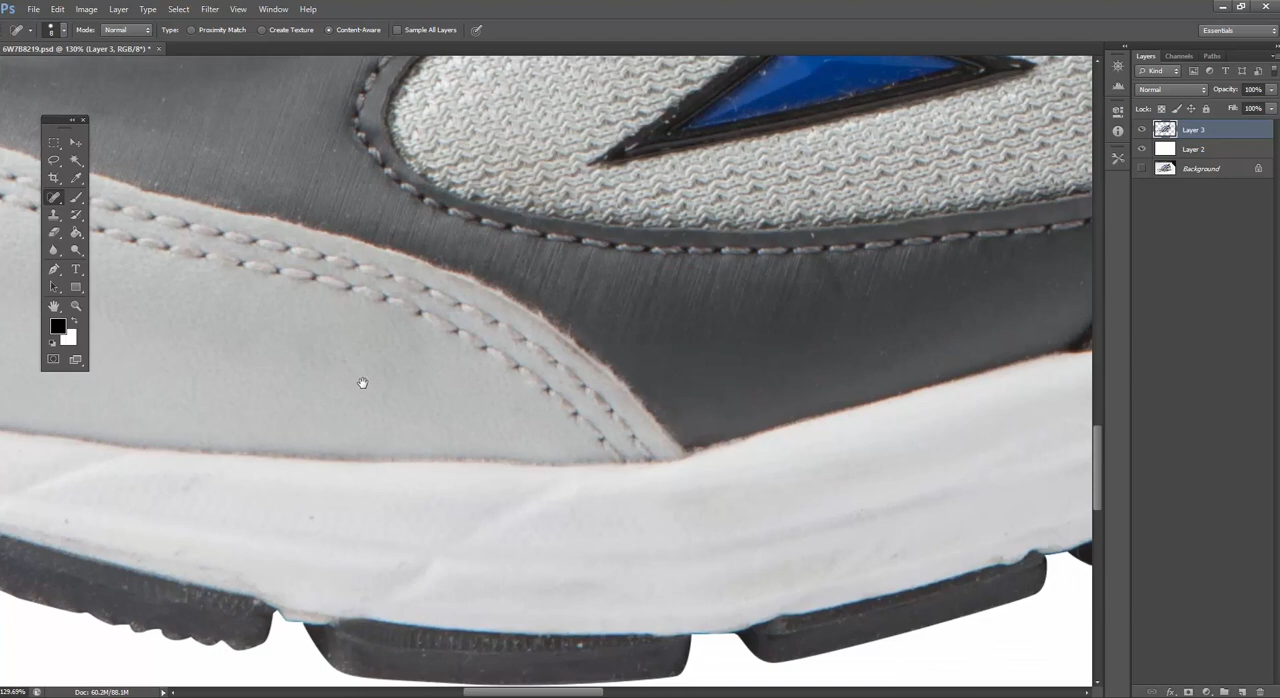 Ps File Edit Image Layer Type Select Filter View Window Help
8 Mode: Normal Type: Proximity Match Create Texture Content-Aware Sample All Layers Essentials
6W7B8219.psd @ 130% (Layer 3, RGB/8*) * ×
Layers Channels Paths
Kind
Normal Opacity: 100%
Lock: Fill: 100%
Layer 3
Layer 2
Background
T
129.69% Doc: 60.2M/88.1M
fx